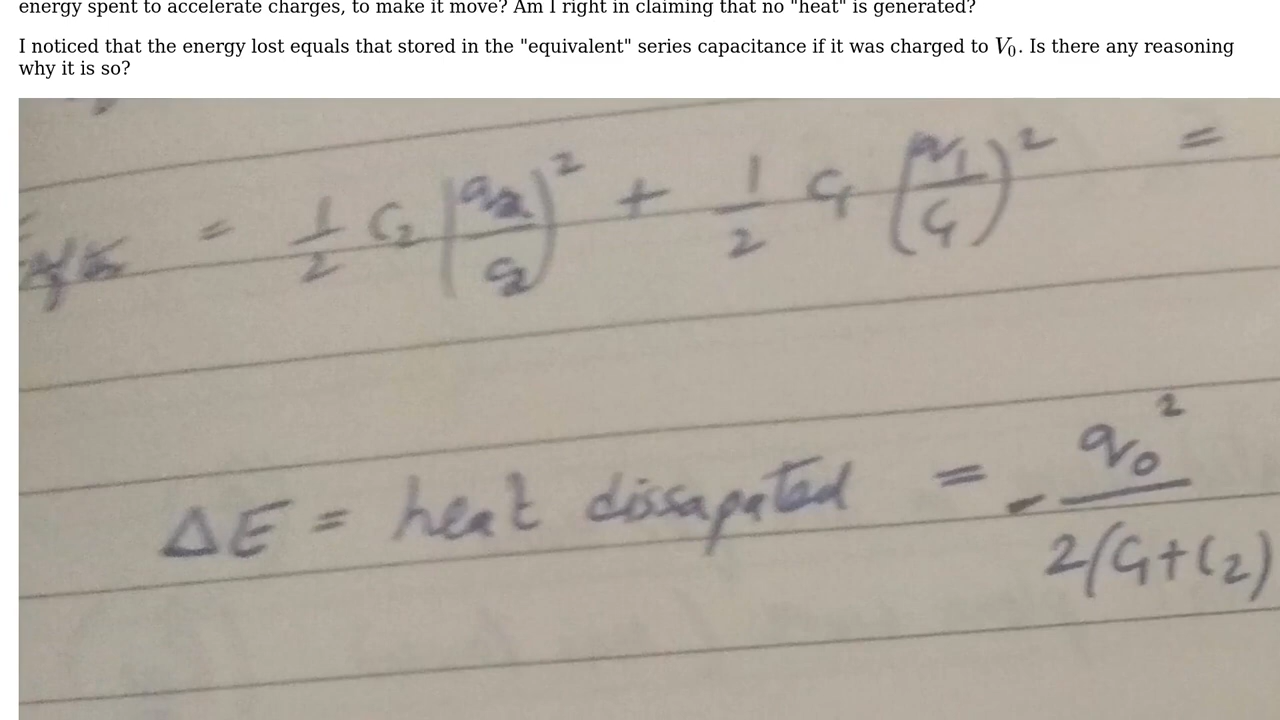 energy spent to accelerate charges, to make it move? Am I right in claiming that no "heat" is generated?
I noticed that the energy lost equals that stored in the "equivalent" series capacitance if it was charged to V₀. Is there any reasoning
why it is so?
= 1/2 C₂ (q₂/C₂)² + 1/2 C₁ (q₁/C₁)² =
ΔE = heat dissapated = - q₀²/2(C₁+C₂)